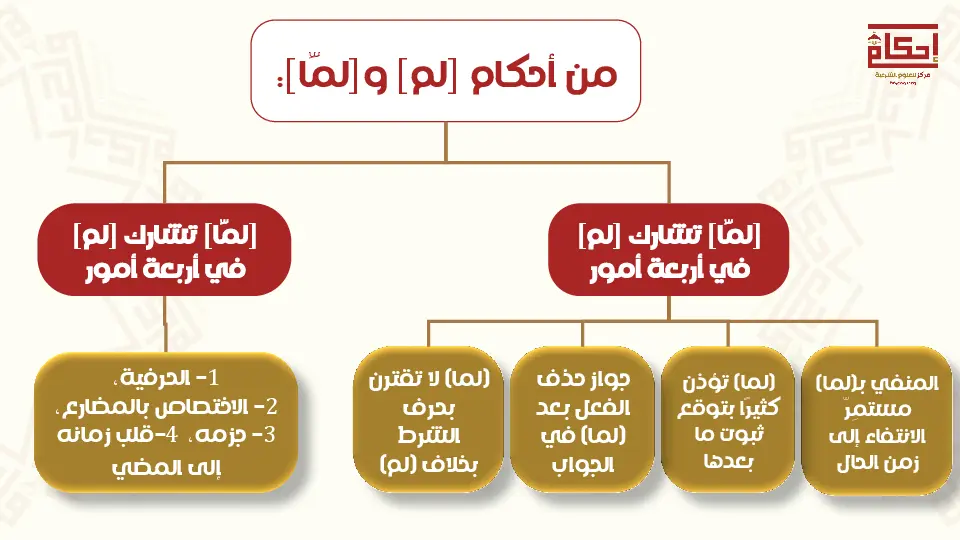 إحكام
مركز للعلوم الشرعية
من أحكام [لم] و[لمّا]:
[لمّا] تشارك [لم]
في أربعة أمور
[لمّا] تشارك [لم]
في أربعة أمور
المنفي بـ(لما)
مستمرّ
الانتفاء إلى
زمن الحال
(لما) تؤذن
كثيرًا بتوقع
ثبوت ما
بعدها
جواز حذف
الفعل بعد
(لما) في
الجواب
(لما) لا تقترن
بحرف
الشرط
بخلاف (لم)
1- الحرفية،
2- الاختصاص بالمضارع،
3- جزمه، 4-قلب زمانه
إلى المضي